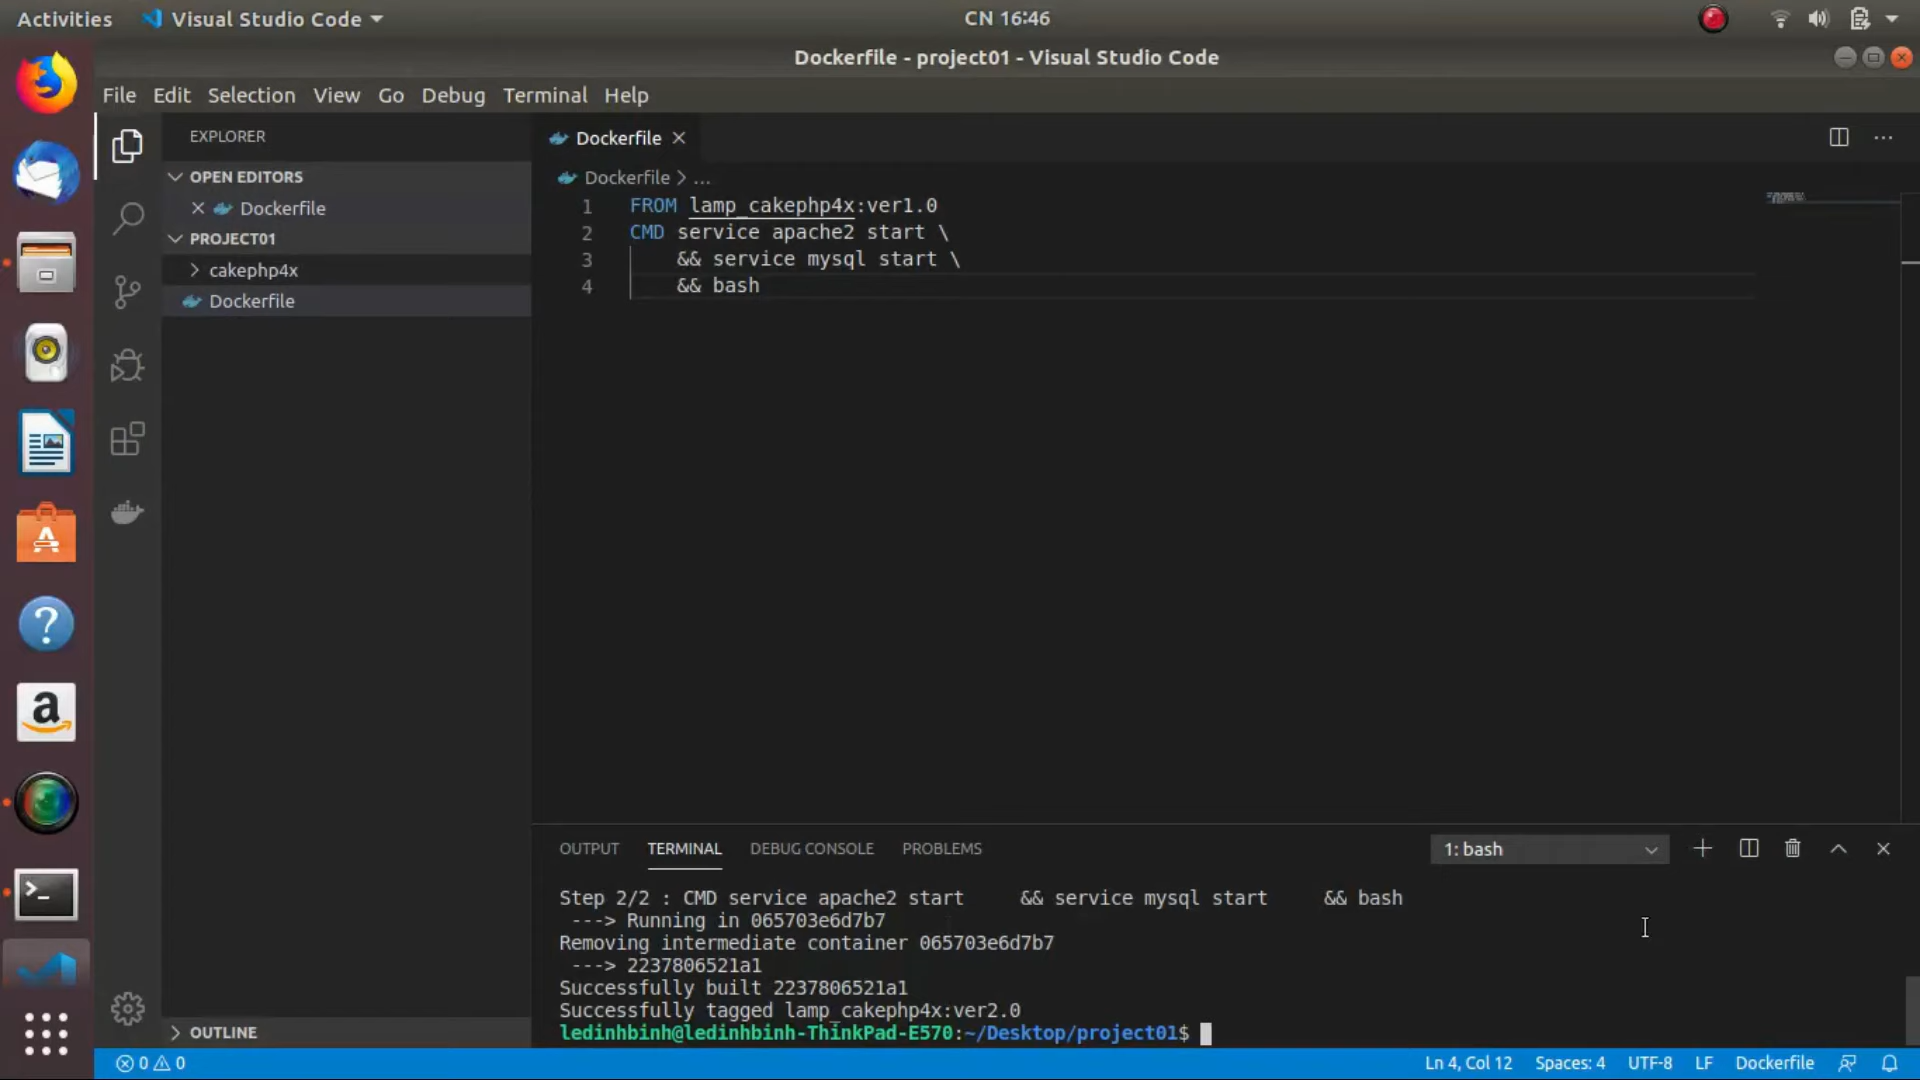 Activities Visual Studio Code CN 16:46
Dockerfile - project01 - Visual Studio Code
File Edit Selection View Go Debug Terminal Help
EXPLORER
OPEN EDITORS
Dockerfile
PROJECT01
cakephp4x
Dockerfile
OUTLINE
Dockerfile
Dockerfile > ...
1 FROM lamp_cakephp4x:ver1.0
2 CMD service apache2 start \
3 && service mysql start \
4 && bash
OUTPUT TERMINAL DEBUG CONSOLE PROBLEMS 1: bash
Step 2/2 : CMD service apache2 start && service mysql start && bash
---> Running in 065703e6d7b7
Removing intermediate container 065703e6d7b7
---> 2237806521a1
Successfully built 2237806521a1
Successfully tagged lamp_cakephp4x:ver2.0
ledinhbinh@ledinhbinh-ThinkPad-E570:~/Desktop/project01$
0 0 Ln 4, Col 12 Spaces: 4 UTF-8 LF Dockerfile